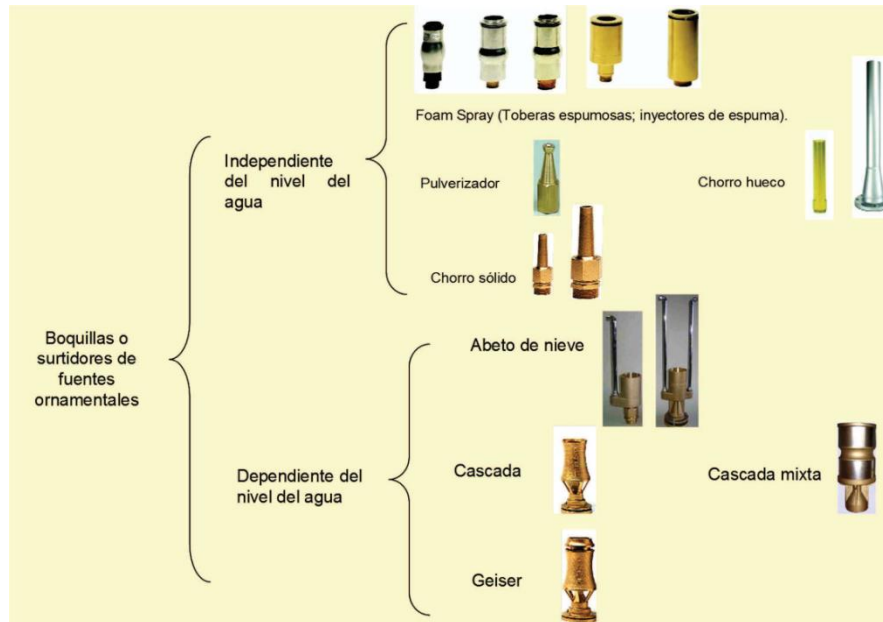 Foam Spray (Toberas espumosas; inyectores de espuma).
Independiente
del nivel del
agua
Pulverizador
Chorro hueco
Chorro sólido
Boquillas o
surtidores de
fuentes
ornamentales
Abeto de nieve
Dependiente del
nivel del agua
Cascada
Cascada mixta
Geiser